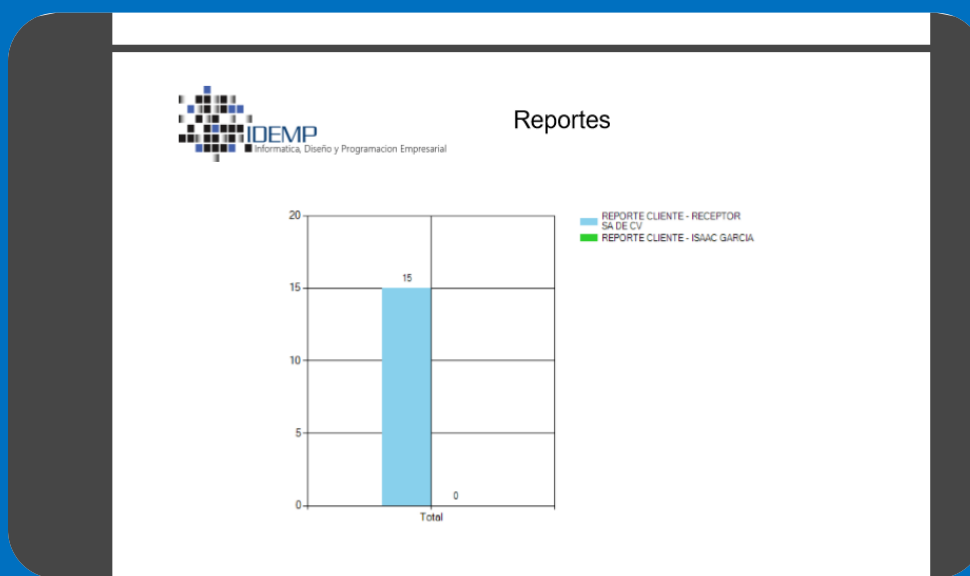 IDEMP
Informatica, Diseño y Programacion Empresarial
Reportes
20
15
10
5
0
15
0
Total
REPORTE CLIENTE - RECEPTOR
SA DE CV
REPORTE CLIENTE - ISAAC GARCIA